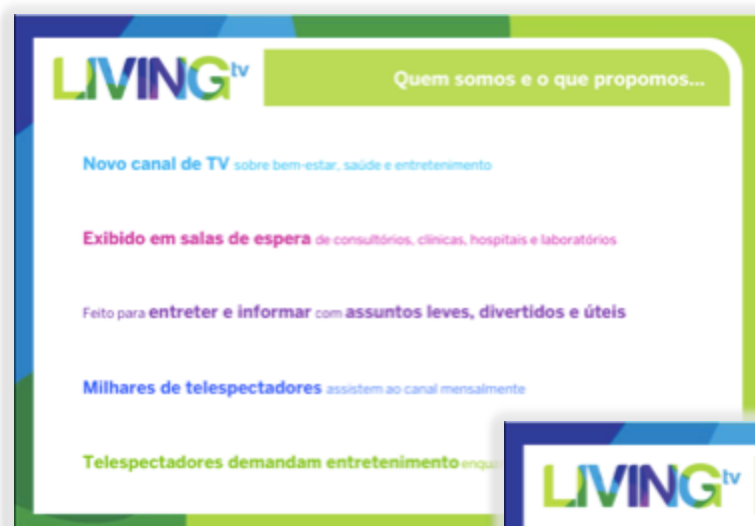 LIVINGtv
Quem somos e o que propomos...
Novo canal de TV sobre bem-estar, saúde e entretenimento
Exibido em salas de espera de consultórios, clínicas, hospitais e laboratórios
Feito para entreter e informar com assuntos leves, divertidos e úteis
Milhares de telespectadores assistem ao canal mensalmente
Telespectadores demandam entretenimento
LIVINGtv